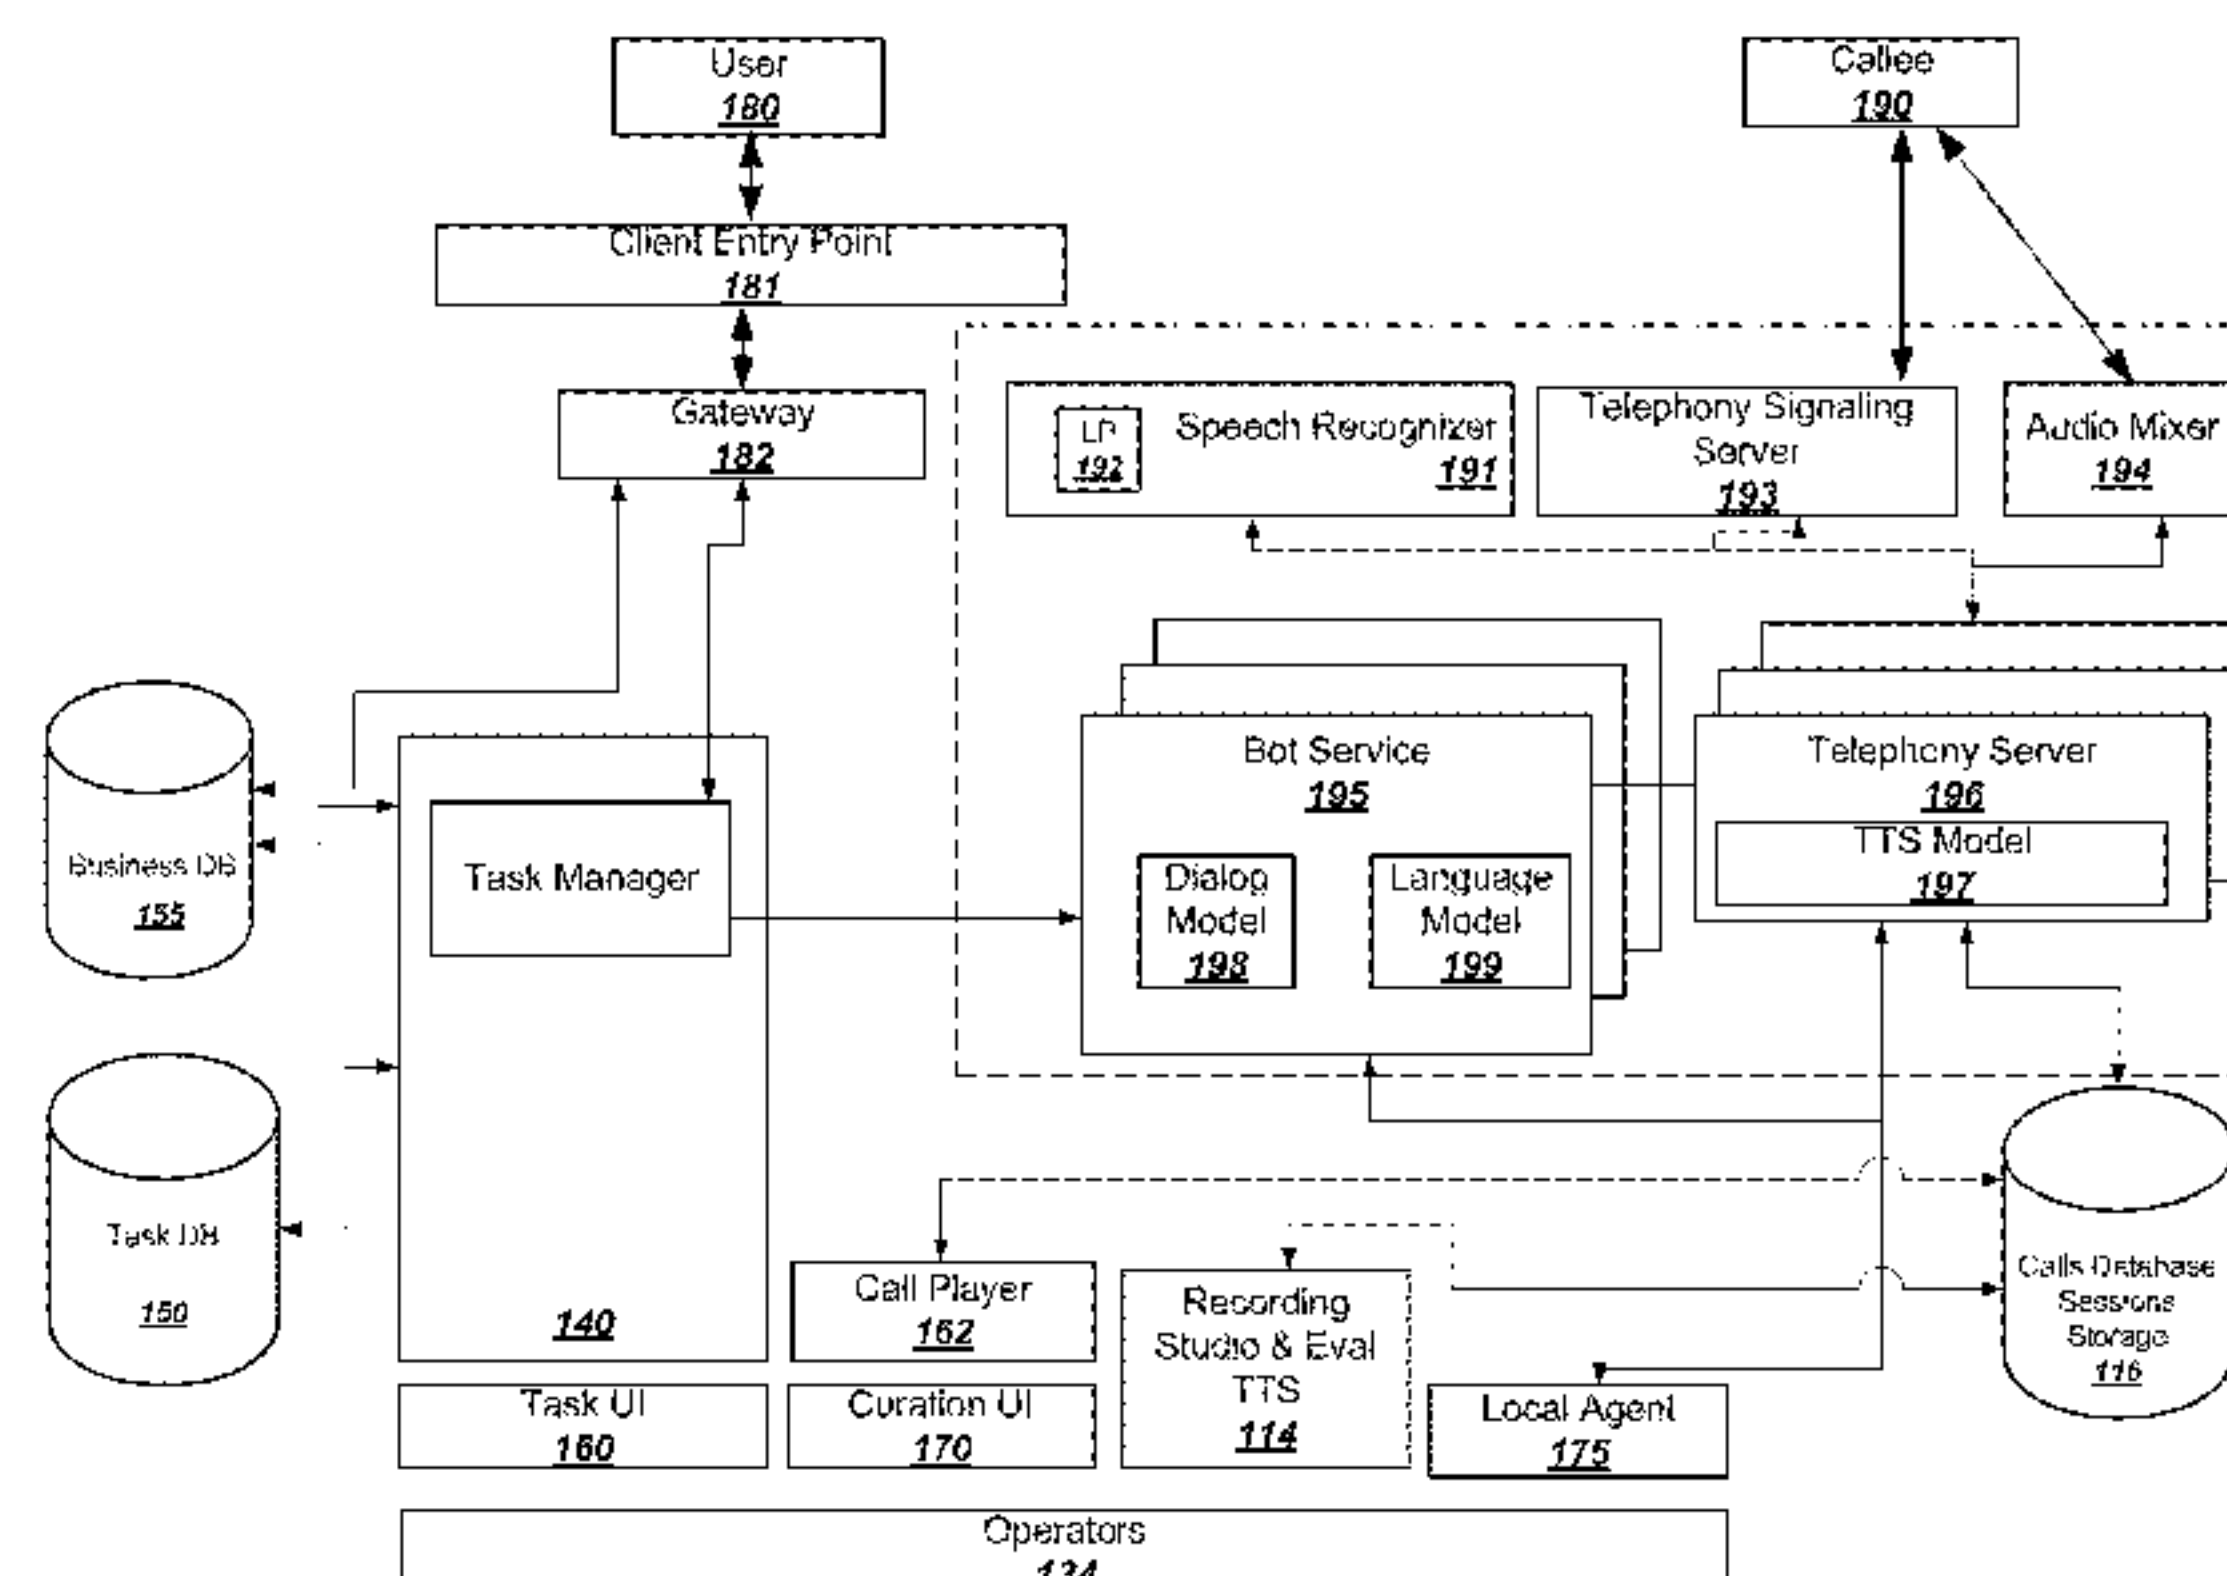 User
180
Callee
190
Client Entry Point
181
Gateway
182
192
Speech Recognizer
191
Telephony Signaling
Server
193
Audio Mixer
194
Bot Service
195
Telephony Server
196
TTS Model
197
Dialog
Model
198
Language
Model
199
Task Manager
Business DB
155
Task DB
150
140
Call Player
162
Recording
Studio & Eval
TTS
114
Calls Database
Sessions
Storage
116
Task UI
160
Curation UI
170
Local Agent
175
Operators